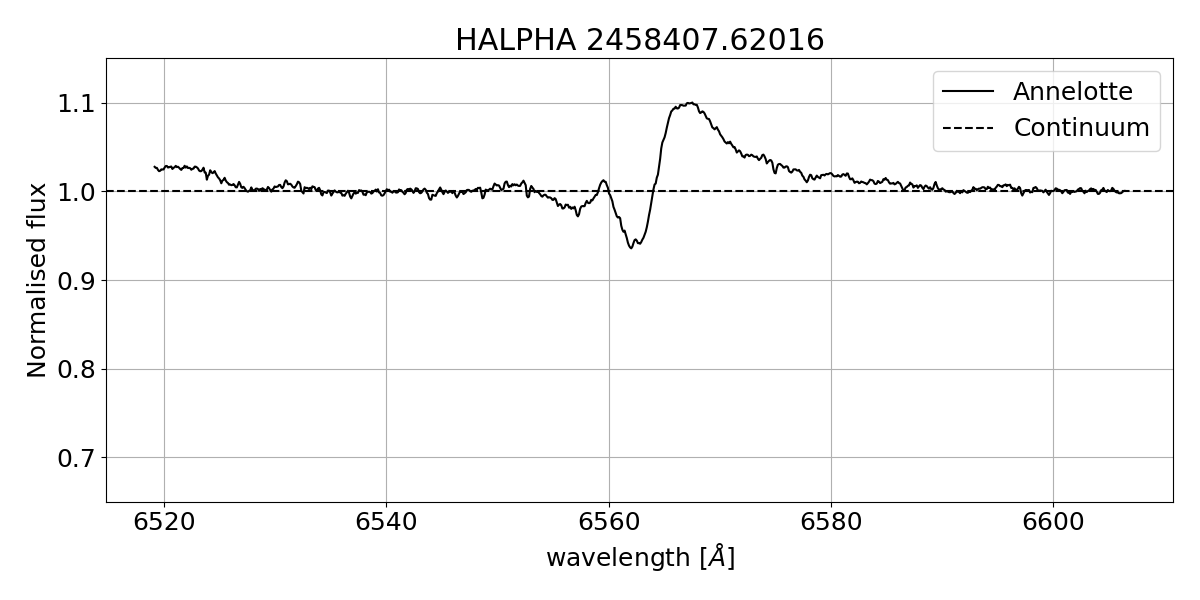 HALPHA 2458407.62016
Annelotte
Continuum
Normalised flux
1.1
1.0
0.9
0.8
0.7
6520
6540
6560
6580
6600
wavelength [Å]